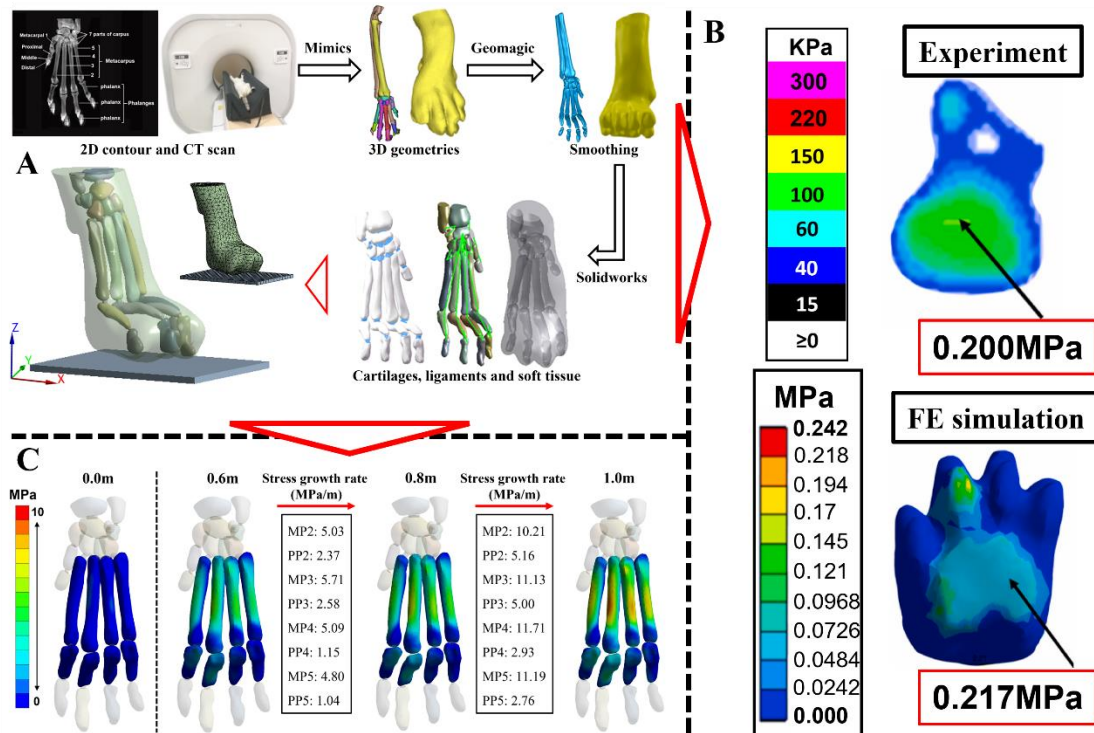 Metacarpal 1
7 parts of carpus
Proximal
Middle
Distal
5
4
3
2
Metacarpus
phalanx
phalanx
phalanx
Phalanges
2D contour and CT scan
Mimics
3D geometries
Geomagic
Smoothing
Solidworks
Cartilages, ligaments and soft tissue
A
Z
Y
X
B
KPa
300
220
150
100
60
40
15
≥0
Experiment
0.200MPa
MPa
0.242
0.218
0.194
0.17
0.145
0.121
0.0968
0.0726
0.0484
0.0242
0.000
FE simulation
0.217MPa
C
MPa
10
0
0.0m
0.6m
Stress growth rate
(MPa/m)
MP2: 5.03
PP2: 2.37
MP3: 5.71
PP3: 2.58
MP4: 5.09
PP4: 1.15
MP5: 4.80
PP5: 1.04
0.8m
Stress growth rate
(MPa/m)
MP2: 10.21
PP2: 5.16
MP3: 11.13
PP3: 5.00
MP4: 11.71
PP4: 2.93
MP5: 11.19
PP5: 2.76
1.0m